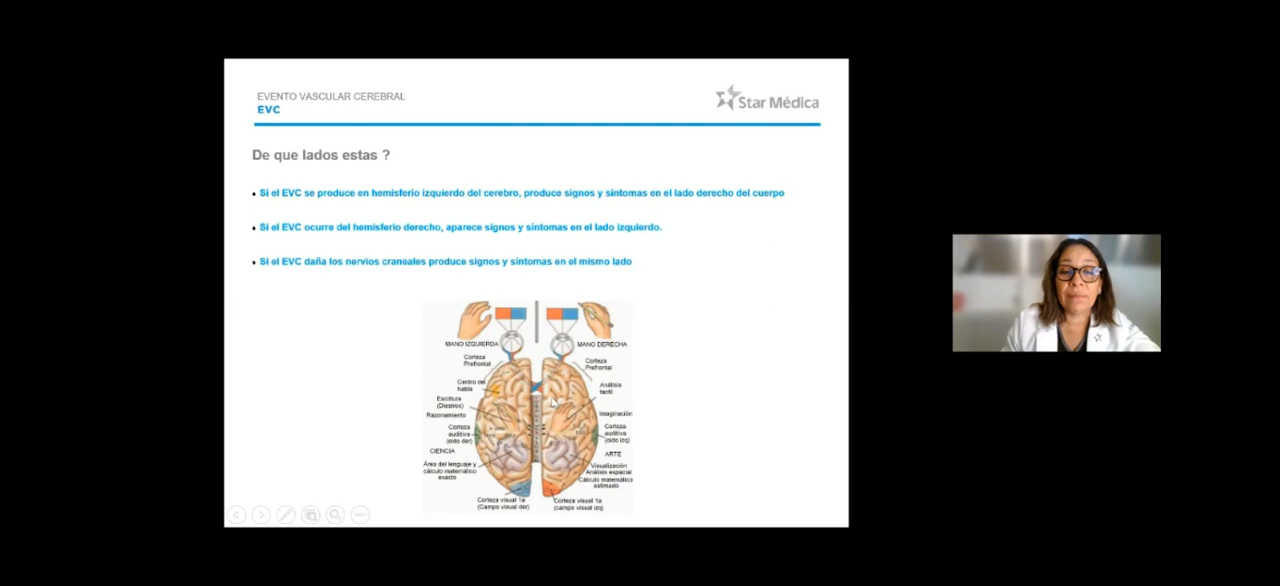 EVENTO VASCULAR CEREBRAL
EVC
Star Médica
De que lados estas ?
• Si el EVC se produce en hemisferio izquierdo del cerebro, produce signos y sintomas en el lado derecho del cuerpo
• Si el EVC ocurre del hemisferio derecho, aparece signos y síntomas en el lado izquierdo.
• Si el EVC daña los nervios craneales produce signos y síntomas en el mismo lado
MANO IZQUIERDA
MANO DERECHA
Corteza
Prefrontal
Corteza
Prefrontal
Centro del
habla
Análisis
tactil
Escritura
(Diestros)
Razonamiento
Imaginación
Corteza
auditiva
(oído der)
Corteza
auditiva
(oído izq)
CIENCIA
ARTE
Área del lenguaje y
cálculo matemático
exacto
Visualización
Análisis espacial
Cálculo matemático
estimado
Corteza visual 1a
(Campo visual der)
Corteza visual 1a
(campo visual izq)